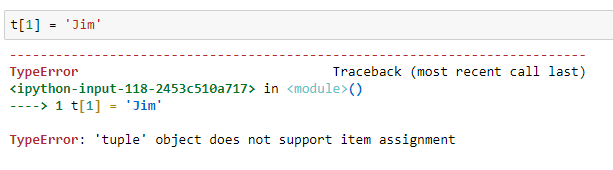 t[1] = 'Jim'
---------------------------------------------------------------------------
TypeError                                 Traceback (most recent call last)
<ipython-input-118-2453c510a717> in <module>()
----> 1 t[1] = 'Jim'
TypeError: 'tuple' object does not support item assignment